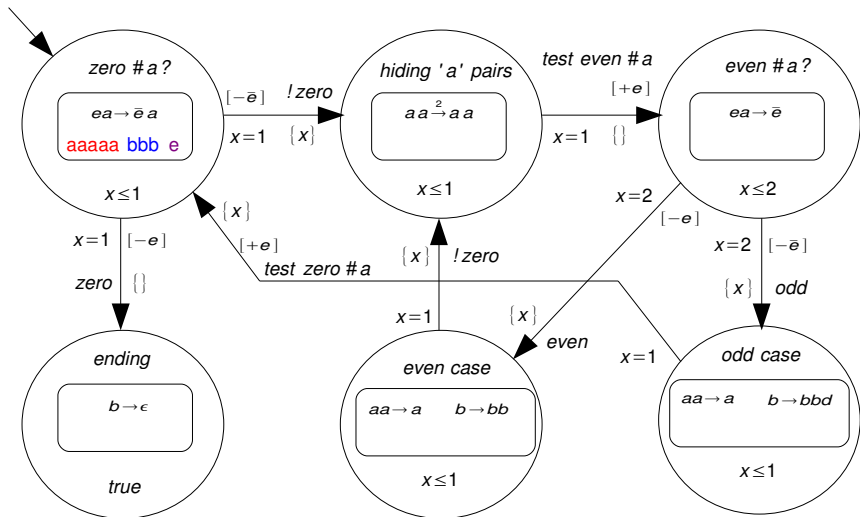 zero # a ?
ea → ē a
aaaaa bbb e
x≤1
[-ē] ! zero
x=1 {x}
hiding ' a ' pairs
a a →² a a
x≤1
test even # a
[+e]
x=1 {}
even # a ?
ea → ē
x≤2
x=1 [-e]
zero {}
{x}
[+e]
test zero # a
{x} ! zero
x=1
x=2
[-e]
{x}
even
x=2 [-ē]
{x} odd
x=1
ending
b → ϵ
true
even case
aa → a b → bb
x≤1
odd case
aa → a b → bbd
x≤1